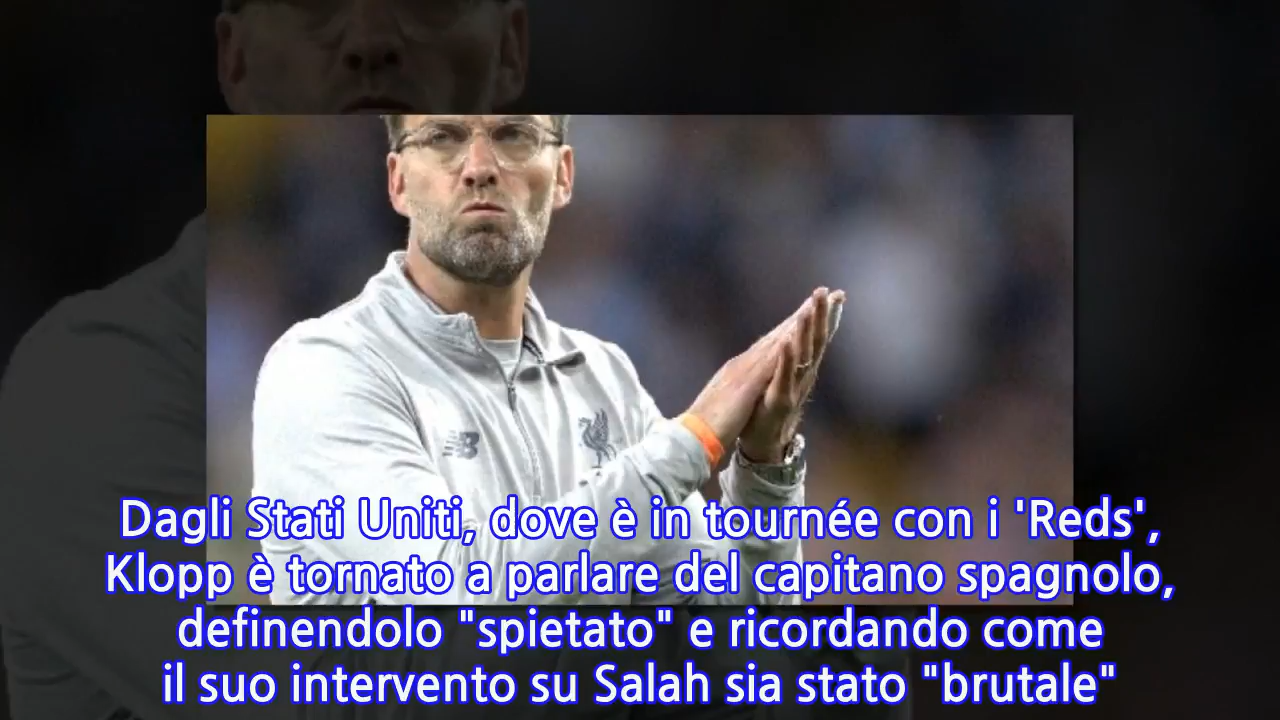 Dagli Stati Uniti, dove è in tournée con i 'Reds',
Klopp è tornato a parlare del capitano spagnolo,
definendolo "spietato" e ricordando come
il suo intervento su Salah sia stato "brutale"